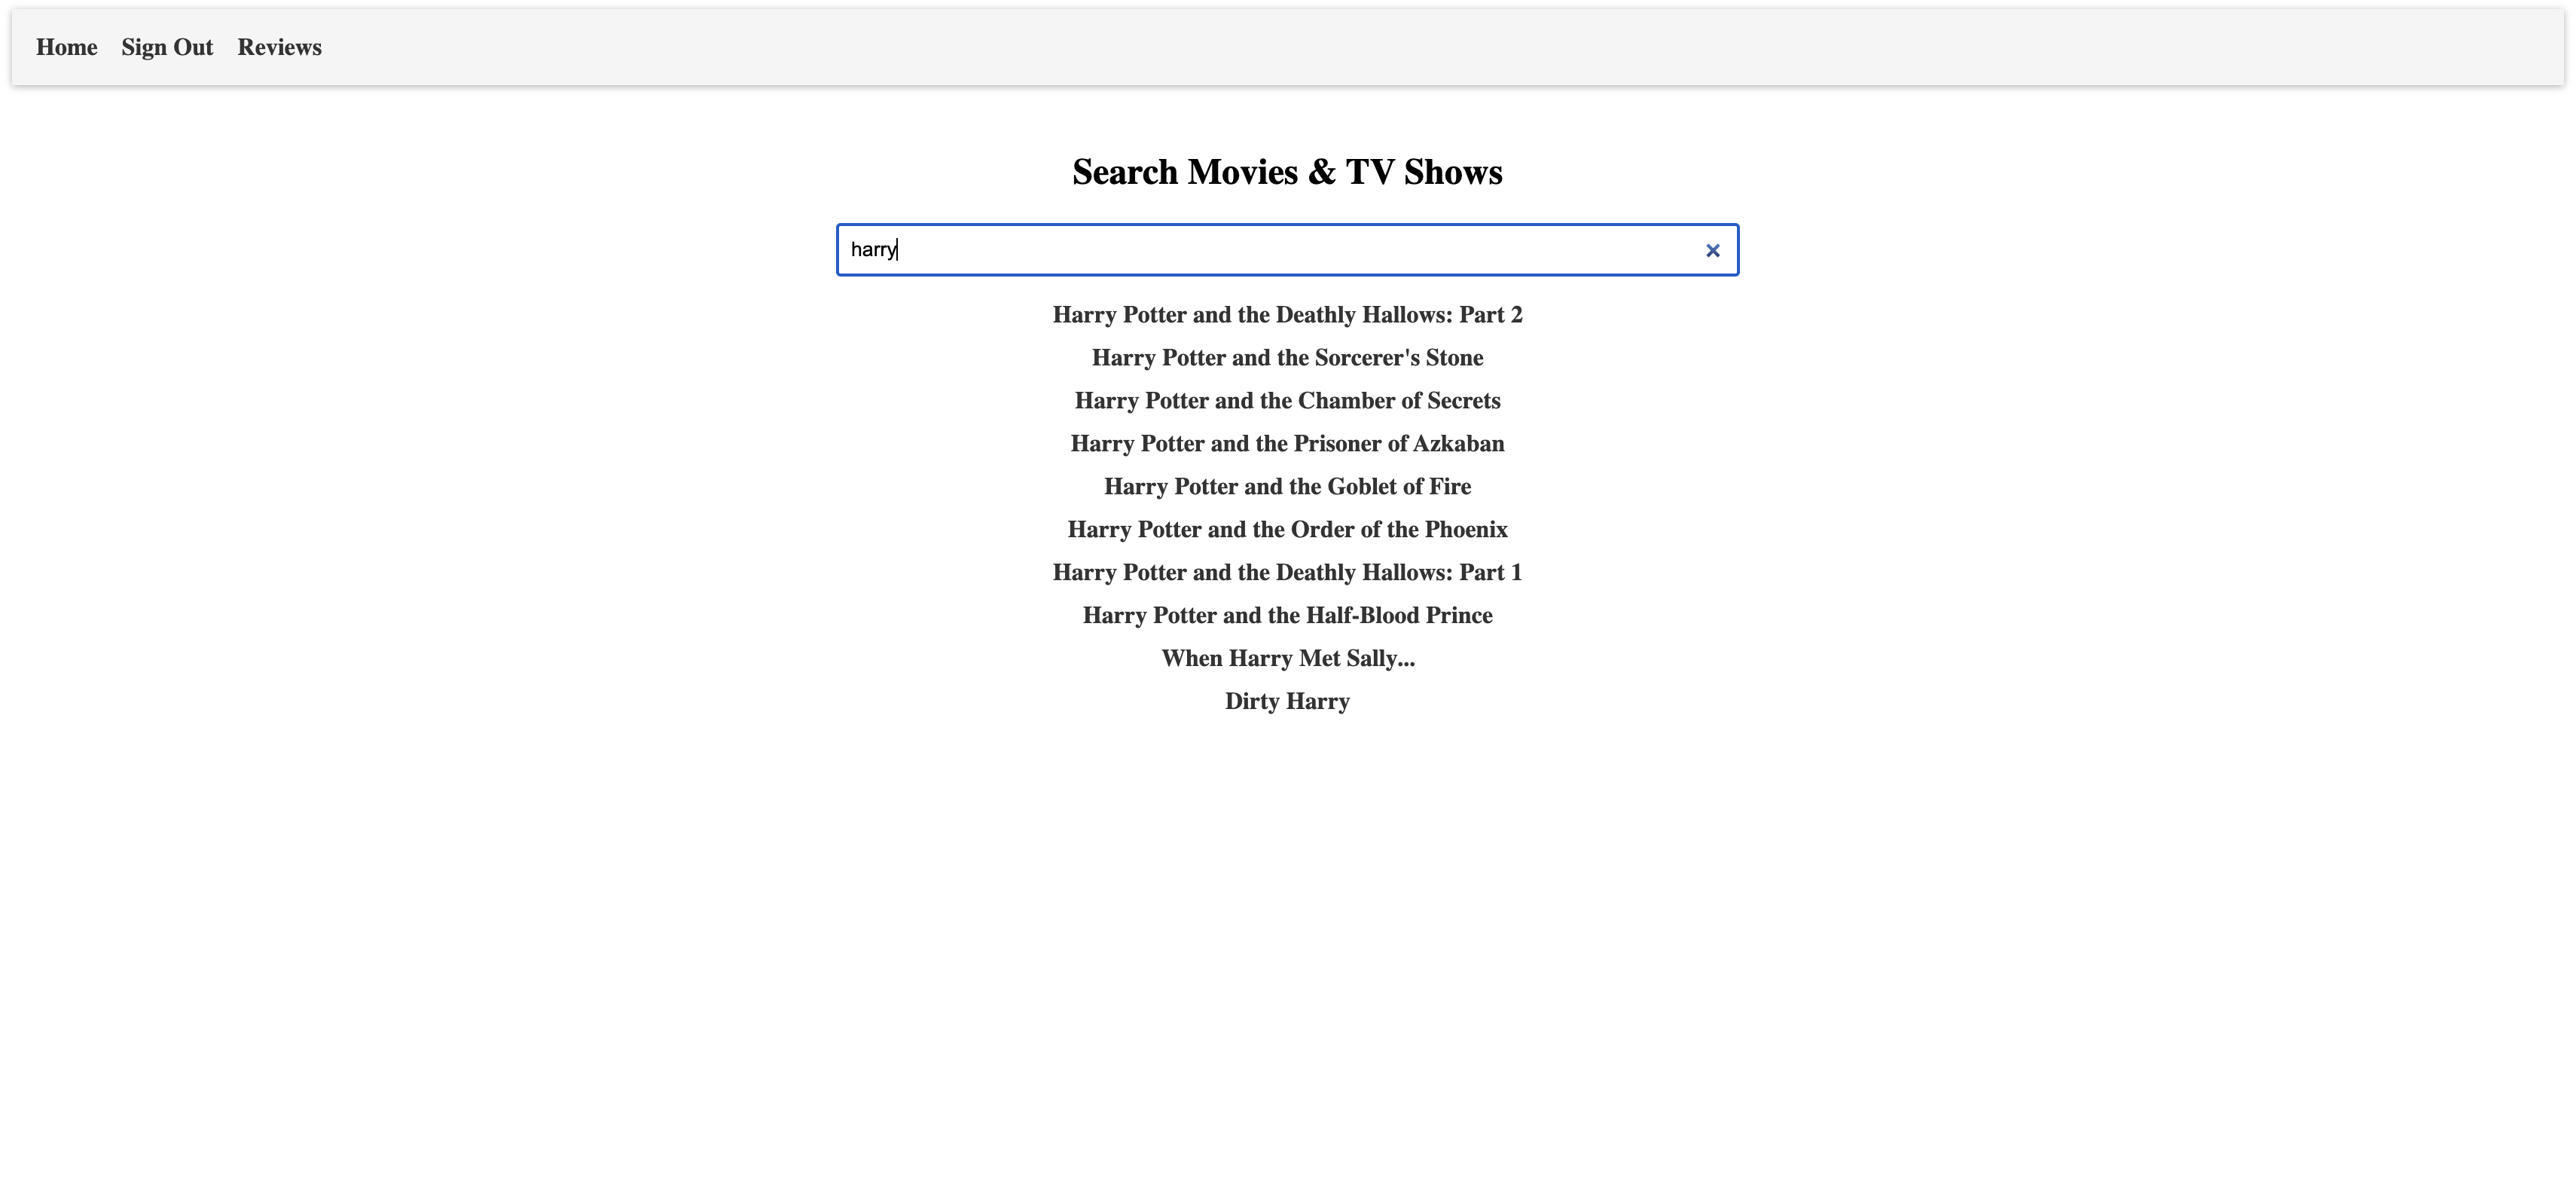 Home Sign Out Reviews
Search Movies & TV Shows
harry
Harry Potter and the Deathly Hallows: Part 2
Harry Potter and the Sorcerer's Stone
Harry Potter and the Chamber of Secrets
Harry Potter and the Prisoner of Azkaban
Harry Potter and the Goblet of Fire
Harry Potter and the Order of the Phoenix
Harry Potter and the Deathly Hallows: Part 1
Harry Potter and the Half-Blood Prince
When Harry Met Sally...
Dirty Harry